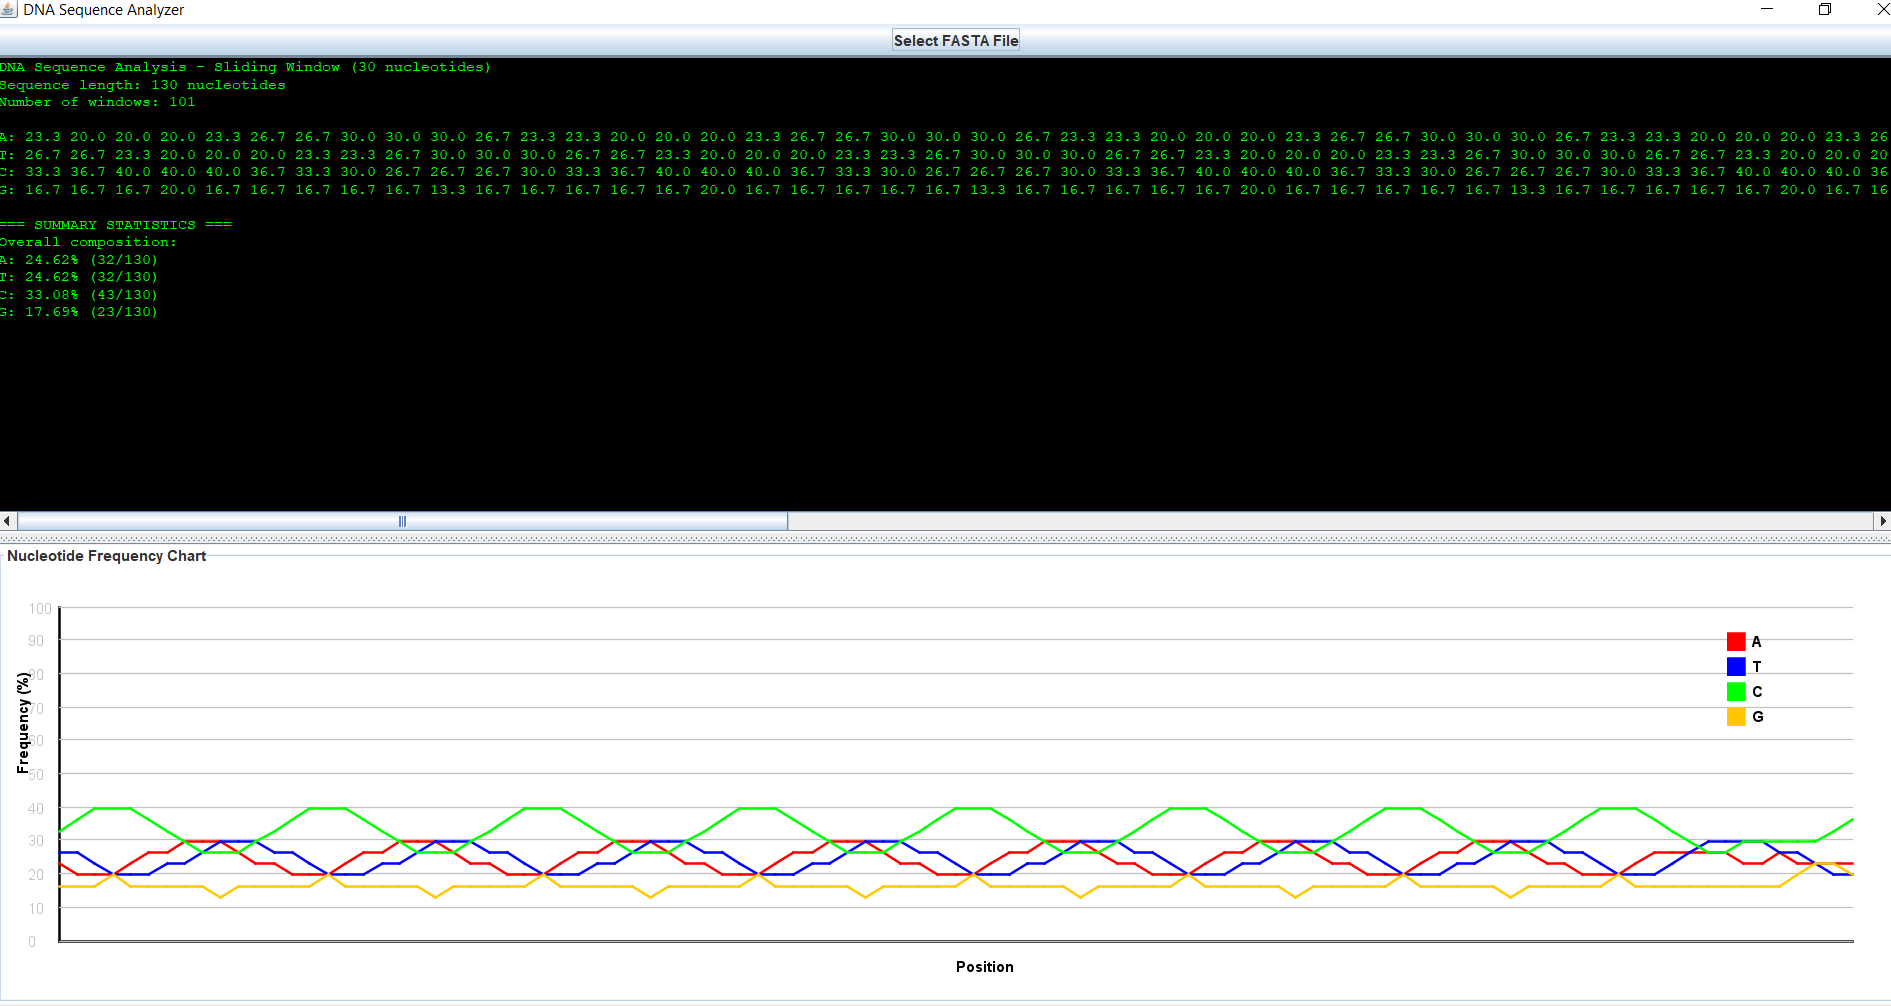 DNA Sequence Analyzer
Select FASTA File
DNA Sequence Analysis - Sliding Window (30 nucleotides)
Sequence length: 130 nucleotides
Number of windows: 101
A: 23.3 20.0 20.0 20.0 23.3 26.7 26.7 30.0 30.0 30.0 26.7 23.3 23.3 20.0 20.0 20.0 23.3 26.7 26.7 30.0 30.0 30.0 26.7 23.3 23.3 20.0 20.0 20.0 23.3 26.7 26.7 30.0 30.0 30.0 26.7 23.3 23.3 20.0 20.0 20.0 23.3 26
T: 26.7 26.7 23.3 20.0 20.0 20.0 23.3 23.3 26.7 30.0 30.0 30.0 26.7 26.7 23.3 20.0 20.0 20.0 23.3 23.3 26.7 30.0 30.0 30.0 26.7 26.7 23.3 20.0 20.0 20.0 23.3 23.3 26.7 30.0 30.0 30.0 26.7 26.7 23.3 20.0 20.0 20
C: 33.3 36.7 40.0 40.0 40.0 36.7 33.3 30.0 26.7 26.7 26.7 30.0 33.3 36.7 40.0 40.0 40.0 36.7 33.3 30.0 26.7 26.7 26.7 30.0 33.3 36.7 40.0 40.0 40.0 36.7 33.3 30.0 26.7 26.7 26.7 30.0 33.3 36.7 40.0 40.0 40.0 36
G: 16.7 16.7 16.7 20.0 16.7 16.7 16.7 16.7 16.7 13.3 16.7 16.7 16.7 16.7 16.7 20.0 16.7 16.7 16.7 16.7 16.7 13.3 16.7 16.7 16.7 16.7 16.7 20.0 16.7 16.7 16.7 16.7 16.7 13.3 16.7 16.7 16.7 16.7 16.7 20.0 16.7 16
=== SUMMARY STATISTICS ===
Overall composition:
A: 24.62% (32/130)
T: 24.62% (32/130)
C: 33.08% (43/130)
G: 17.69% (23/130)
Nucleotide Frequency Chart
100
90
80
70
60
50
40
30
20
10
0
Frequency (%)
A
T
C
G
Position